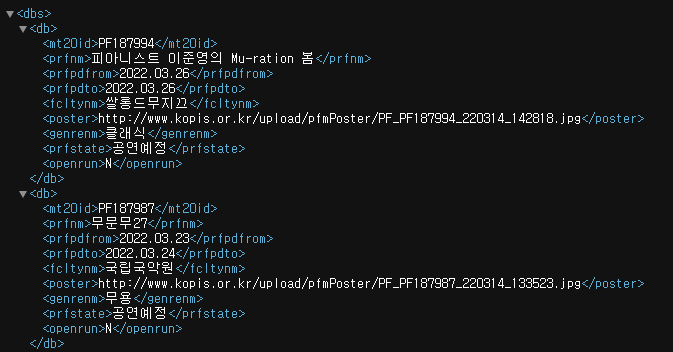 ▼<dbs>
▼<db>
<mt20id>PF187994</mt20id>
<prfnm>피아니스트 이준영의 Mu-ration 봄</prfnm>
<prfpdfrom>2022.03.26</prfpdfrom>
<prfpdto>2022.03.26</prfpdto>
<fcltynm>쌀롱드무지끄</fcltynm>
<poster>http://www.kopis.or.kr/upload/pfmPoster/PF_PF187994_220314_142818.jpg</poster>
<genrenm>클래식</genrenm>
<prfstate>공연예정</prfstate>
<openrun>N</openrun>
</db>
▼<db>
<mt20id>PF187987</mt20id>
<prfnm>무문무27</prfnm>
<prfpdfrom>2022.03.23</prfpdfrom>
<prfpdto>2022.03.24</prfpdto>
<fcltynm>국립국악원</fcltynm>
<poster>http://www.kopis.or.kr/upload/pfmPoster/PF_PF187987_220314_133523.jpg</poster>
<genrenm>무용</genrenm>
<prfstate>공연예정</prfstate>
<openrun>N</openrun>
</db>